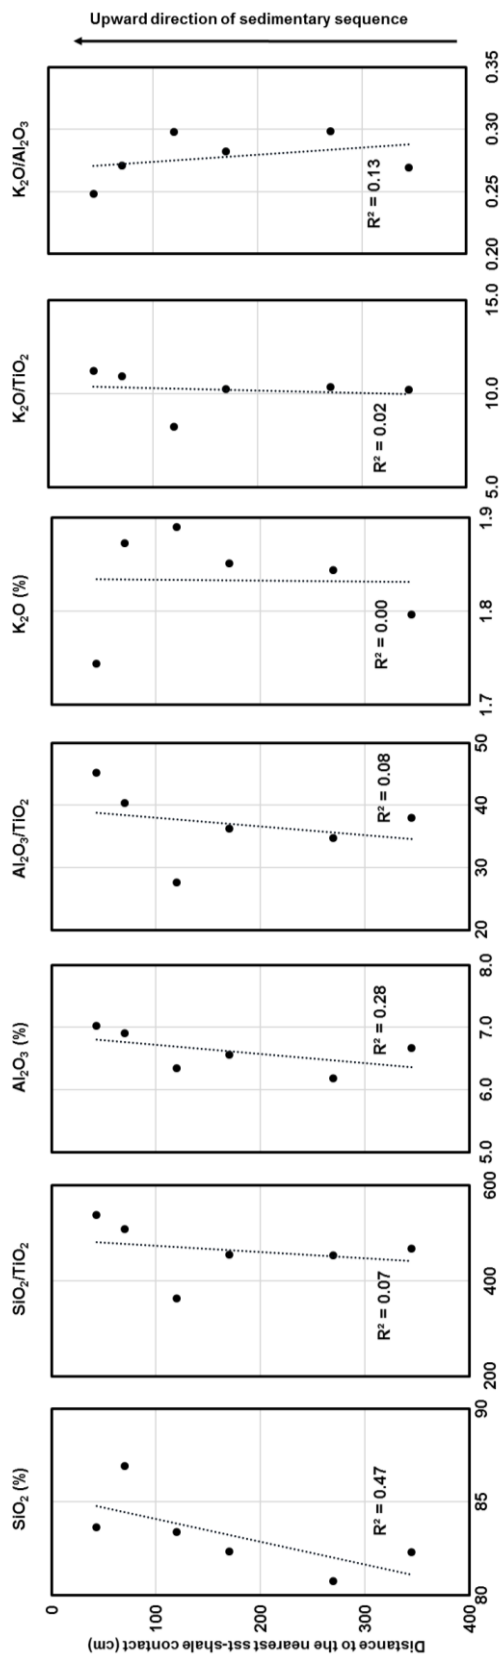 Upward direction of sedimentary sequence
SiO₂ (%)
SiO₂/TiO₂
Al₂O₃ (%)
Al₂O₃/TiO₂
K₂O (%)
K₂O/TiO₂
K₂O/Al₂O₃
Distance to the nearest sst-shale contact (cm)
0
100
200
300
400
R² = 0.47
R² = 0.07
R² = 0.28
R² = 0.08
R² = 0.00
R² = 0.02
R² = 0.13
80 85 90
200 400 600
5.0 6.0 7.0 8.0
20 30 40 50
1.7 1.8 1.9
5.0 10.0 15.0
0.20 0.25 0.30 0.35